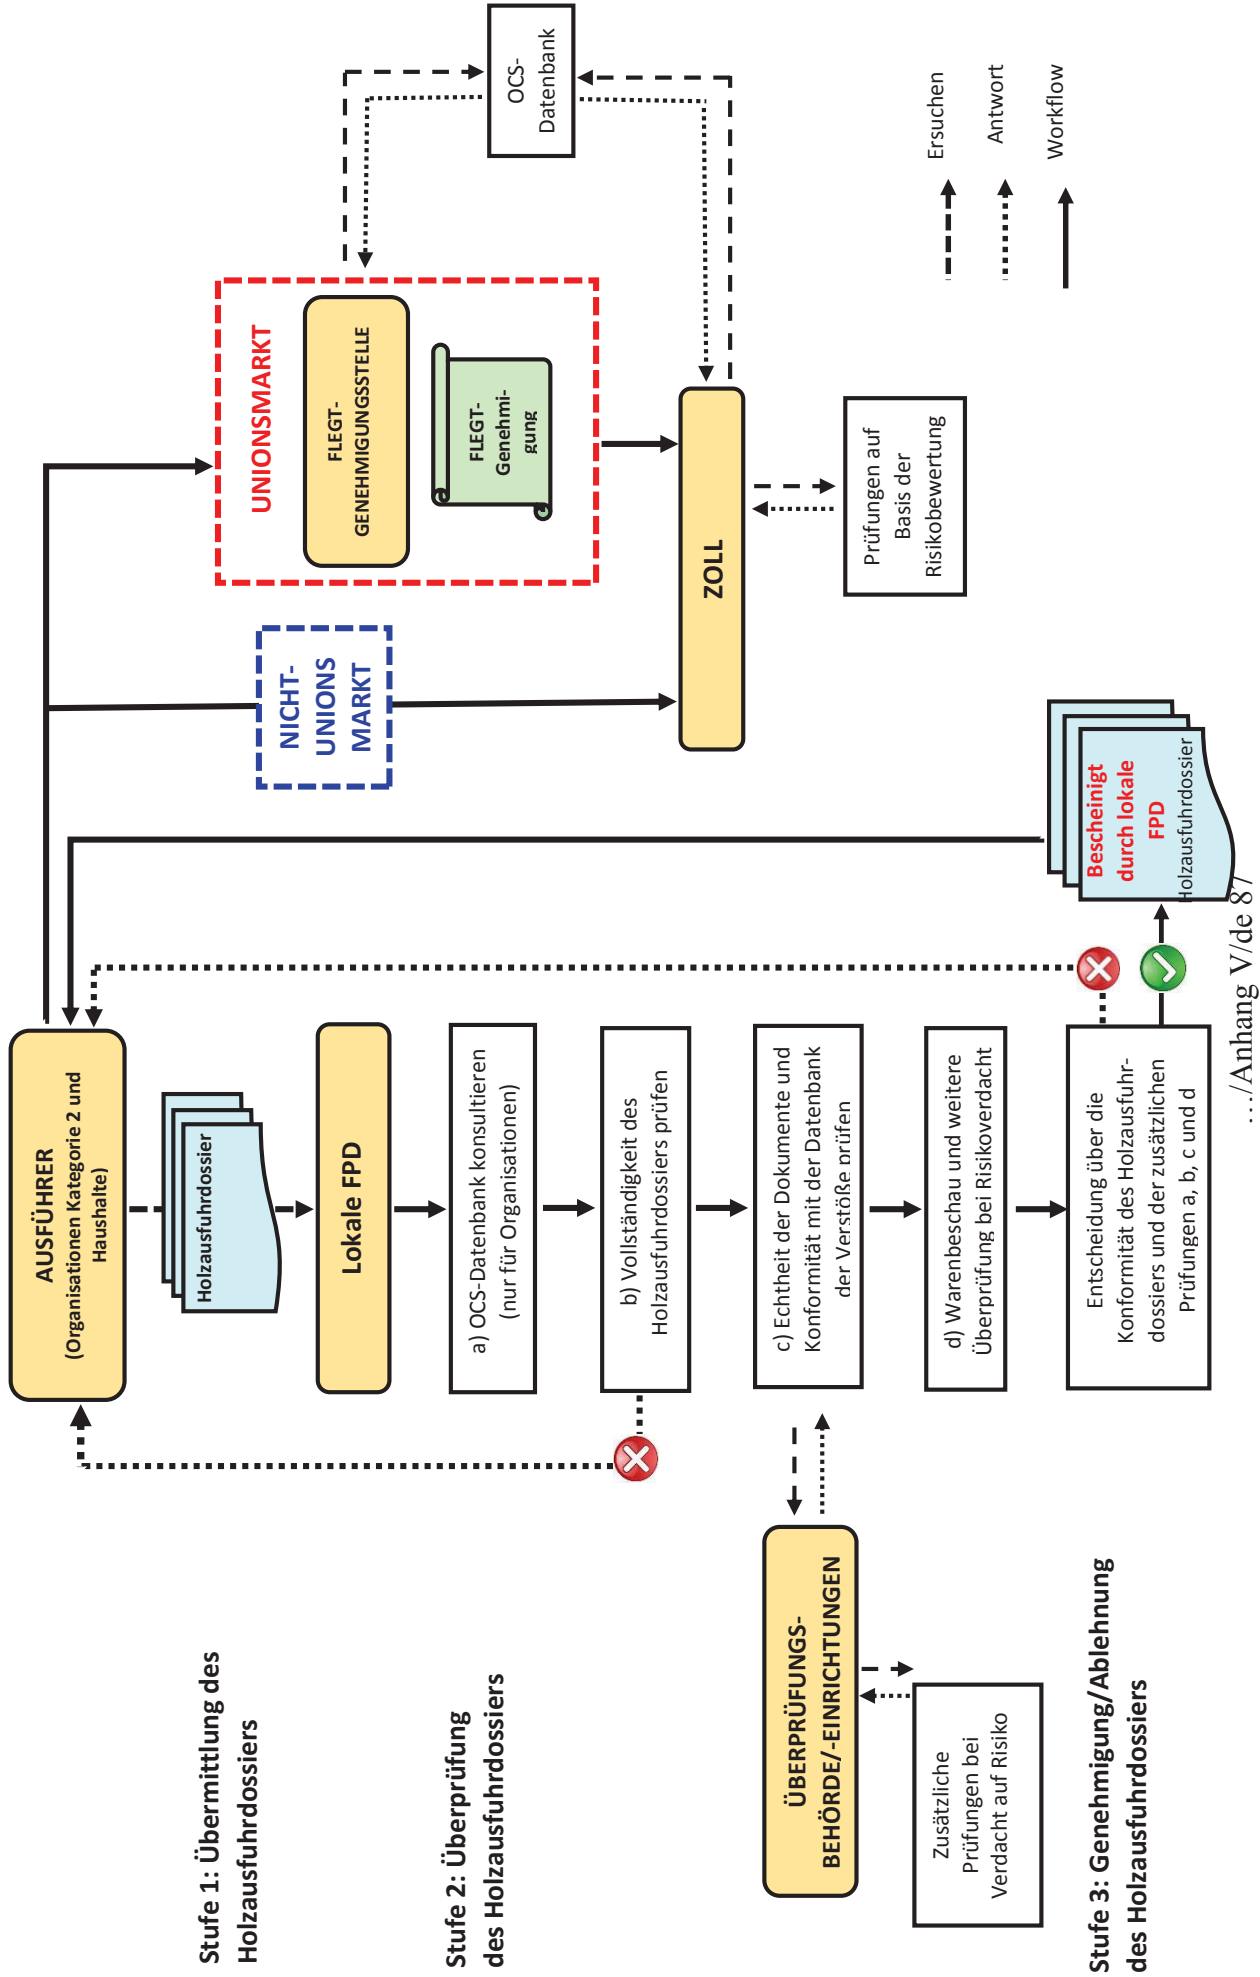 Stufe 1: Übermittlung des
Holzausfuhrdossiers
Stufe 2: Überprüfung
des Holzausfuhrdossiers
Stufe 3: Genehmigung/Ablehnung
des Holzausfuhrdossiers
AUSFÜHRER
(Organisationen Kategorie 2 und
Haushalte)
Holzausfuhrdossier
Lokale FPD
a) OCS-Datenbank konsultieren
(nur für Organisationen)
b) Vollständigkeit des
Holzausfuhrdossiers prüfen
c) Echtheit der Dokumente und
Konformität mit der Datenbank
der Verstöße prüfen
d) Warenbeschau und weitere
Überprüfung bei Risikoverdacht
Entscheidung über die
Konformität des Holzausfuhr-
dossiers und der zusätzlichen
Prüfungen a, b, c und d
ÜBERPRÜFUNGS-
BEHÖRDE/-EINRICHTUNGEN
Zusätzliche
Prüfungen bei
Verdacht auf Risiko
Bescheinigt
durch lokale
FPD
Holzausfuhrdossier
NICHT-
UNIONS
MARKT
UNIONSMARKT
FLEGT-
GENEHMIGUNGSSTELLE
FLEGT-
Genehmi-
gung
ZOLL
Prüfungen auf
Basis der
Risikobewertung
OCS-
Datenbank
Ersuchen
Antwort
Workflow
…/Anhang V/de 87